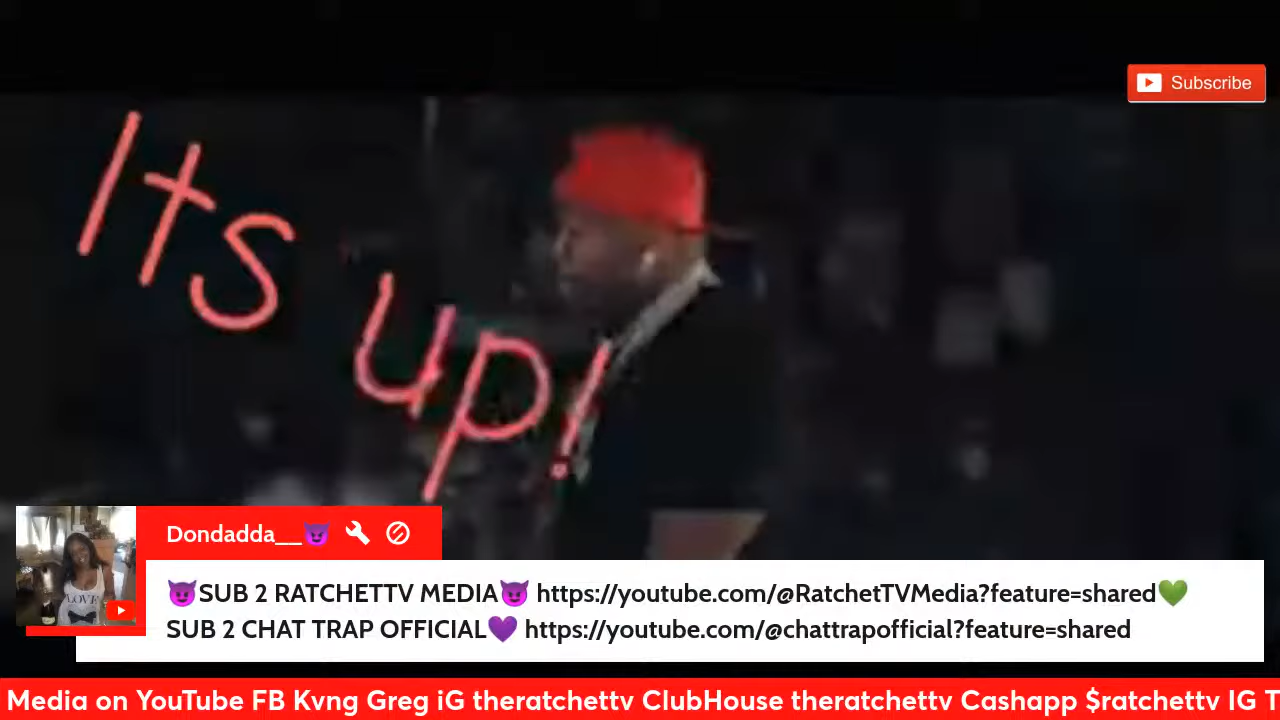 Subscribe
Its up!
LOVE
Dondadda__😈
😈SUB 2 RATCHETTV MEDIA😈 https://youtube.com/@RatchetTVMedia?feature=shared💚
SUB 2 CHAT TRAP OFFICIAL💜 https://youtube.com/@chattrapofficial?feature=shared
Media on YouTube FB Kvng Greg iG theratchettv ClubHouse theratchettv Cashapp $ratchettv IG T